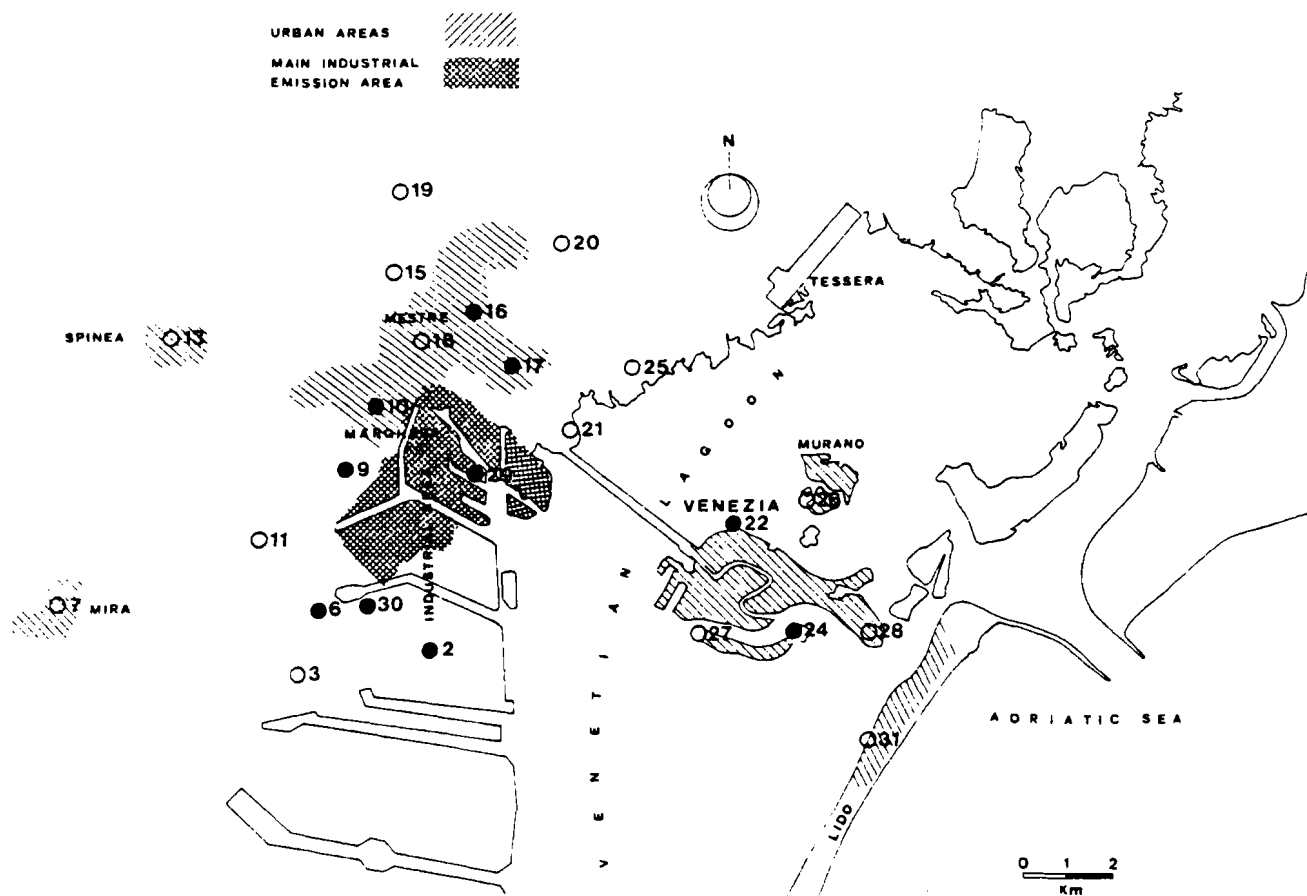 URBAN AREAS
MAIN INDUSTRIAL
EMISSION AREA
N
19
20
15
TESSERA
16
MESTRE
SPINEA
13
18
17
25
10
21
MARGHERA
MURANO
9
29
26
VENEZIA
22
11
INDUSTRIAL
7
MIRA
6
30
27
24
28
2
3
VENETIAN
LAGOON
ADRIATIC SEA
31
LIDO
0 1 2
Km